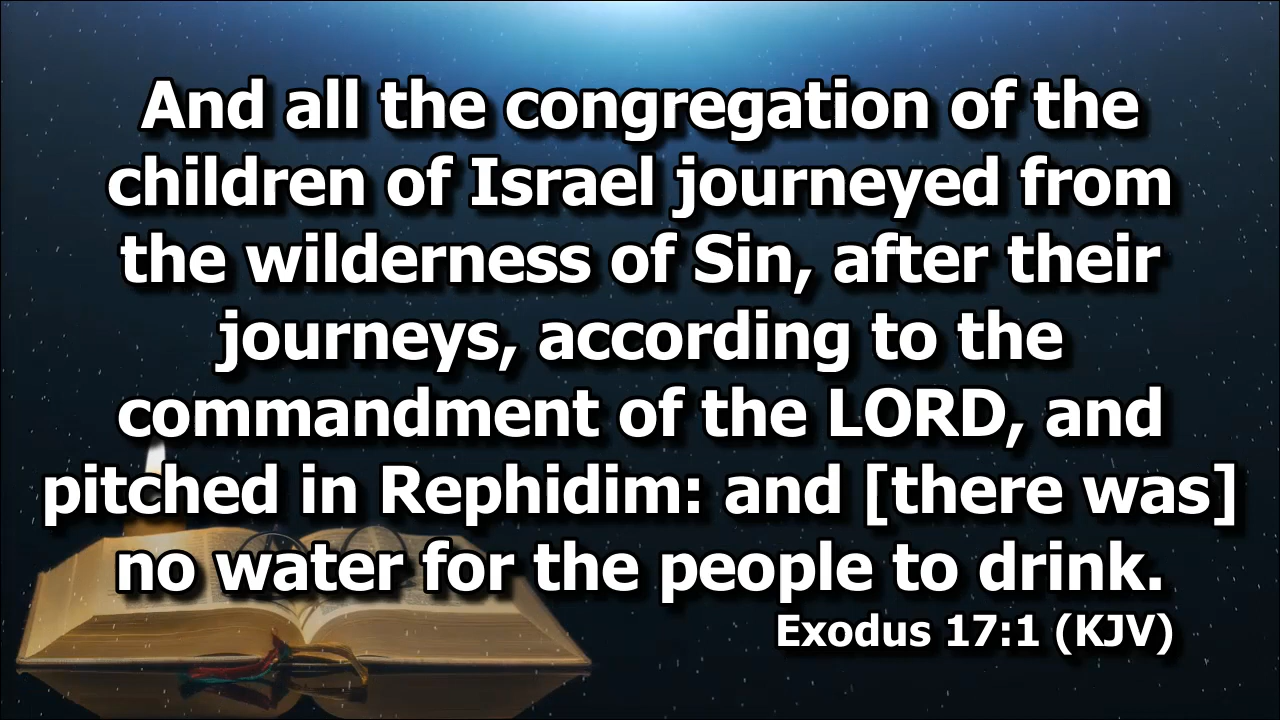 And all the congregation of the
children of Israel journeyed from
the wilderness of Sin, after their
journeys, according to the
commandment of the LORD, and
pitched in Rephidim: and [there was]
no water for the people to drink.
Exodus 17:1 (KJV)